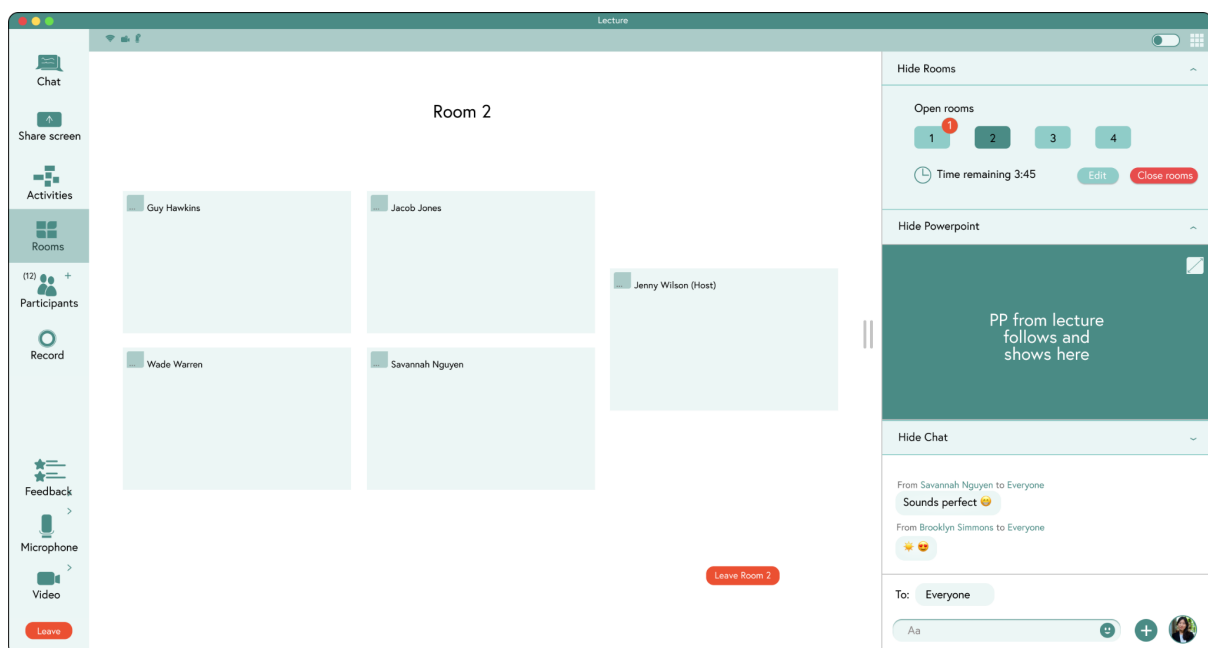 Lecture
Chat
Share screen
Activities
Rooms
(12) +
Participants
Record
Feedback
>
Microphone
>
Video
Leave
Room 2
... Guy Hawkins
... Jacob Jones
... Jenny Wilson (Host)
... Wade Warren
... Savannah Nguyen
Leave Room 2
Hide Rooms
Open rooms
1 1 2 3 4
Time remaining 3:45 Edit Close rooms
Hide Powerpoint
PP from lecture
follows and
shows here
Hide Chat
From Savannah Nguyen to Everyone
Sounds perfect 😁
From Brooklyn Simmons to Everyone
☀️ 😍
To: Everyone
Aa